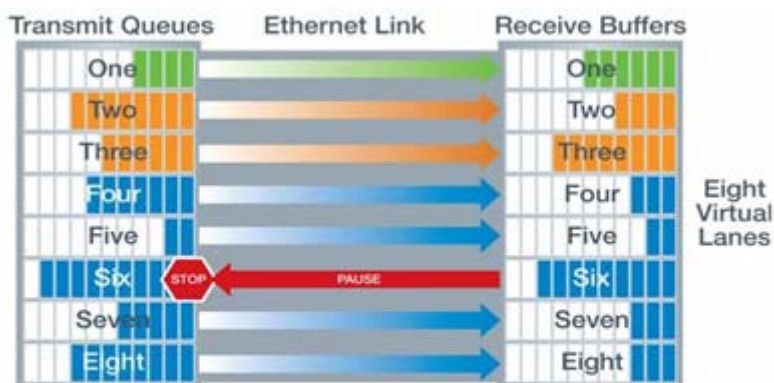 Transmit Queues Ethernet Link Receive Buffers
One One
Two Two
Three Three
Four Four
Five Five
Six STOP PAUSE Six
Seven Seven
Eight Eight
Eight
Virtual
Lanes